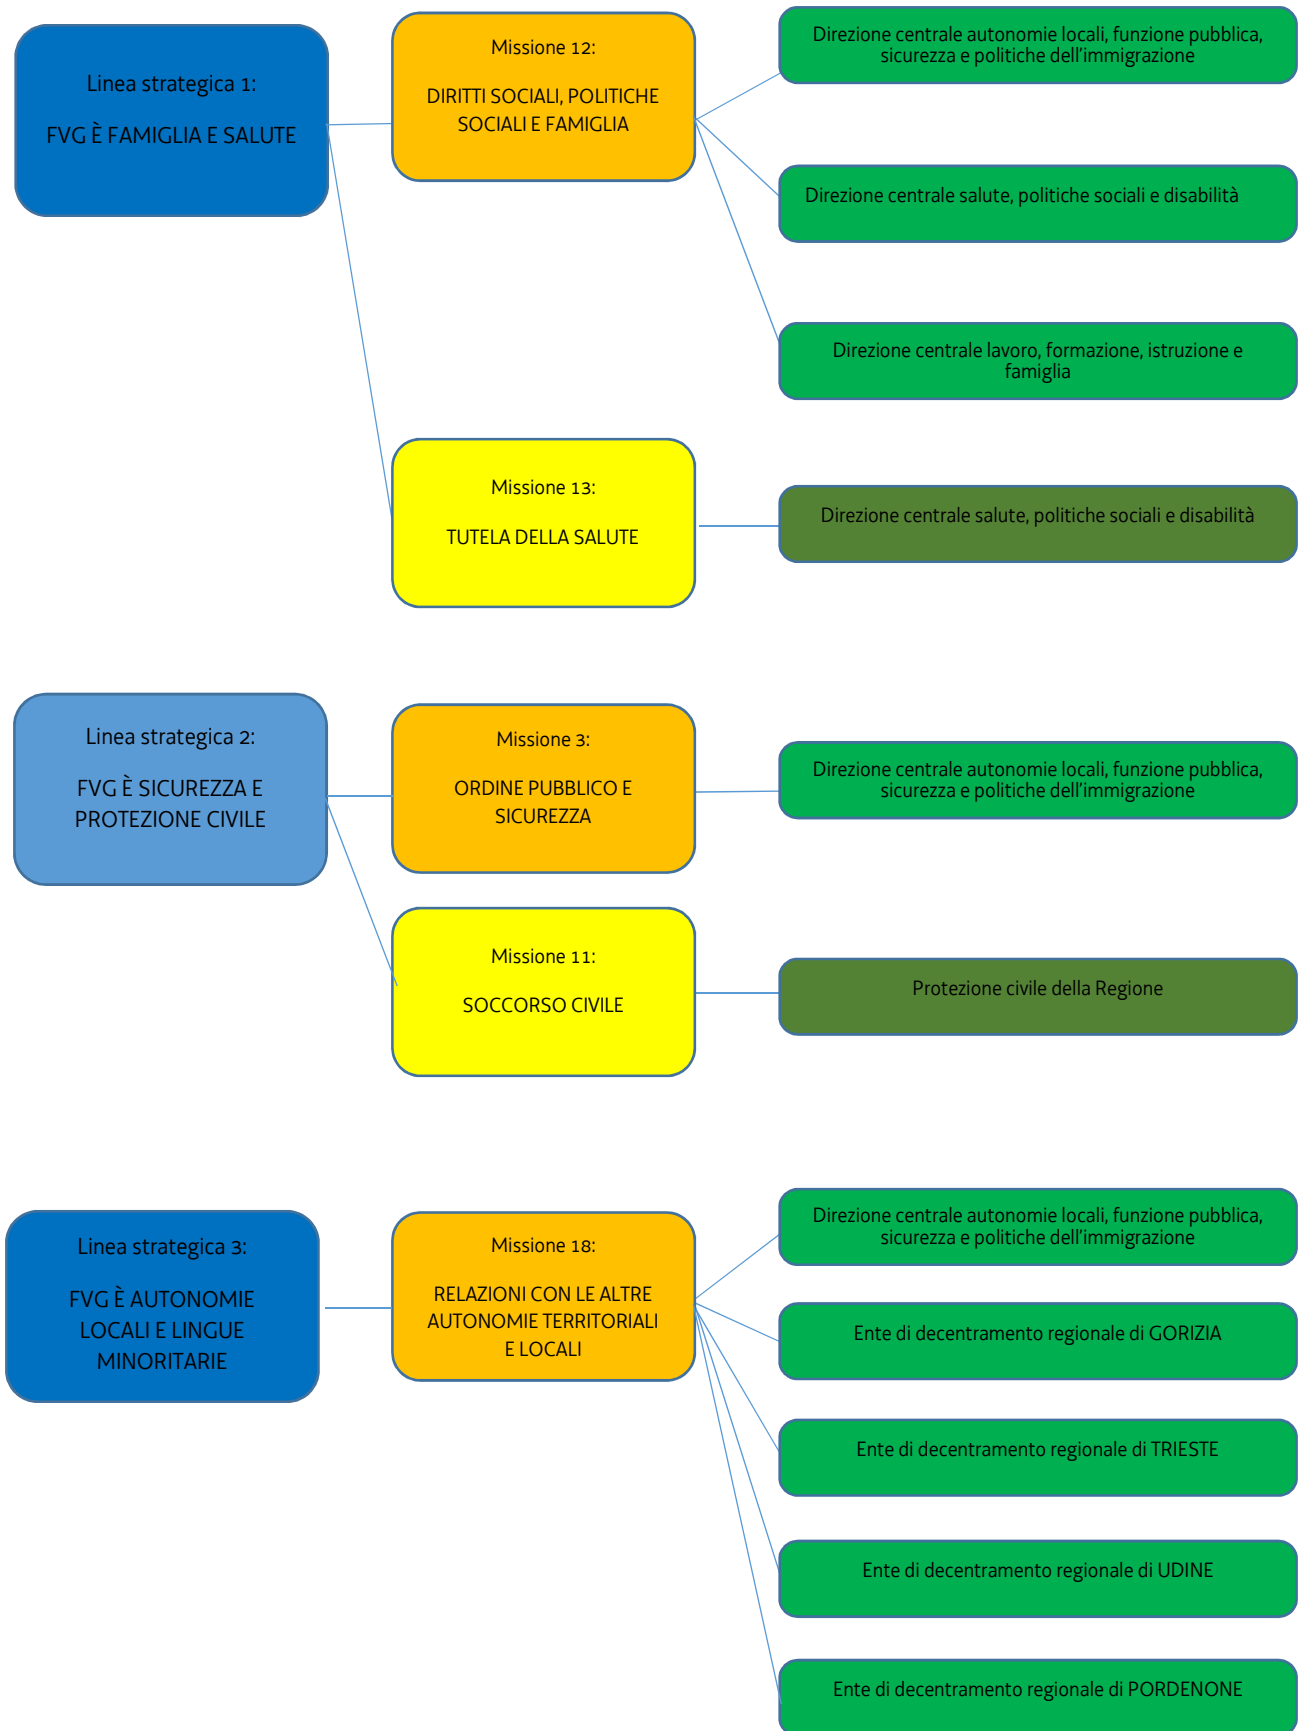 Linea strategica 1:
FVG È FAMIGLIA E SALUTE
Missione 12:
DIRITTI SOCIALI, POLITICHE
SOCIALI E FAMIGLIA
Direzione centrale autonomie locali, funzione pubblica,
sicurezza e politiche dell'immigrazione
Direzione centrale salute, politiche sociali e disabilità
Direzione centrale lavoro, formazione, istruzione e
famiglia
Missione 13:
TUTELA DELLA SALUTE
Direzione centrale salute, politiche sociali e disabilità
Linea strategica 2:
FVG È SICUREZZA E
PROTEZIONE CIVILE
Missione 3:
ORDINE PUBBLICO E
SICUREZZA
Direzione centrale autonomie locali, funzione pubblica,
sicurezza e politiche dell'immigrazione
Missione 11:
SOCCORSO CIVILE
Protezione civile della Regione
Linea strategica 3:
FVG È AUTONOMIE
LOCALI E LINGUE
MINORITARIE
Missione 18:
RELAZIONI CON LE ALTRE
AUTONOMIE TERRITORIALI
E LOCALI
Direzione centrale autonomie locali, funzione pubblica,
sicurezza e politiche dell'immigrazione
Ente di decentramento regionale di GORIZIA
Ente di decentramento regionale di TRIESTE
Ente di decentramento regionale di UDINE
Ente di decentramento regionale di PORDENONE